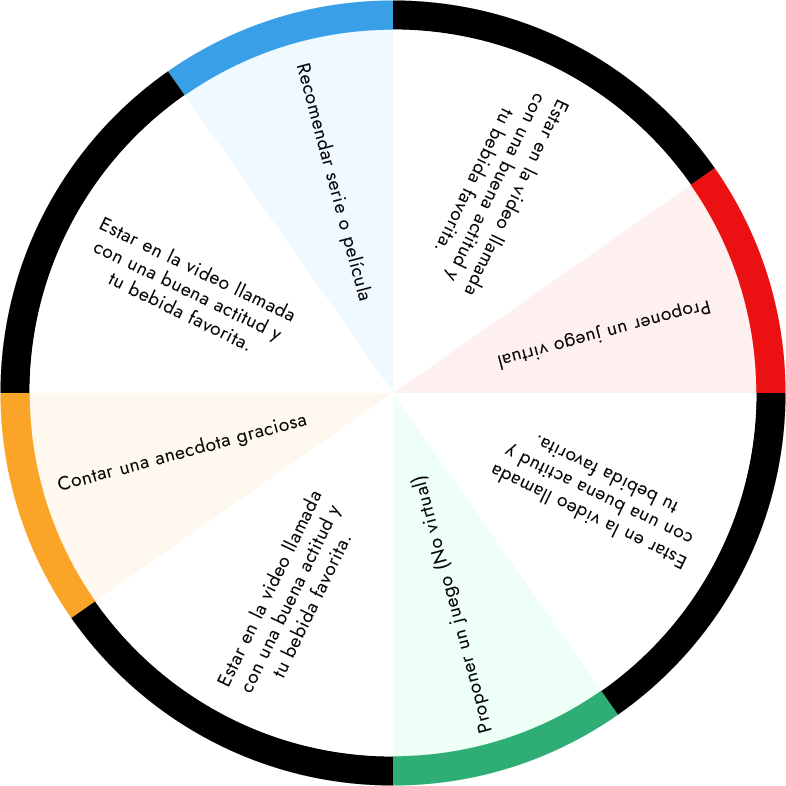 Recomendar serie o película
Estar en la video llamada
con una buena actitud y
tu bebida favorita.
Proponer un juego virtual
Estar en la video llamada
con una buena actitud y
tu bebida favorita.
Proponer un juego (No virtual)
Estar en la video llamada
con una buena actitud y
tu bebida favorita.
Contar una anecdota graciosa
Estar en la video llamada
con una buena actitud y
tu bebida favorita.